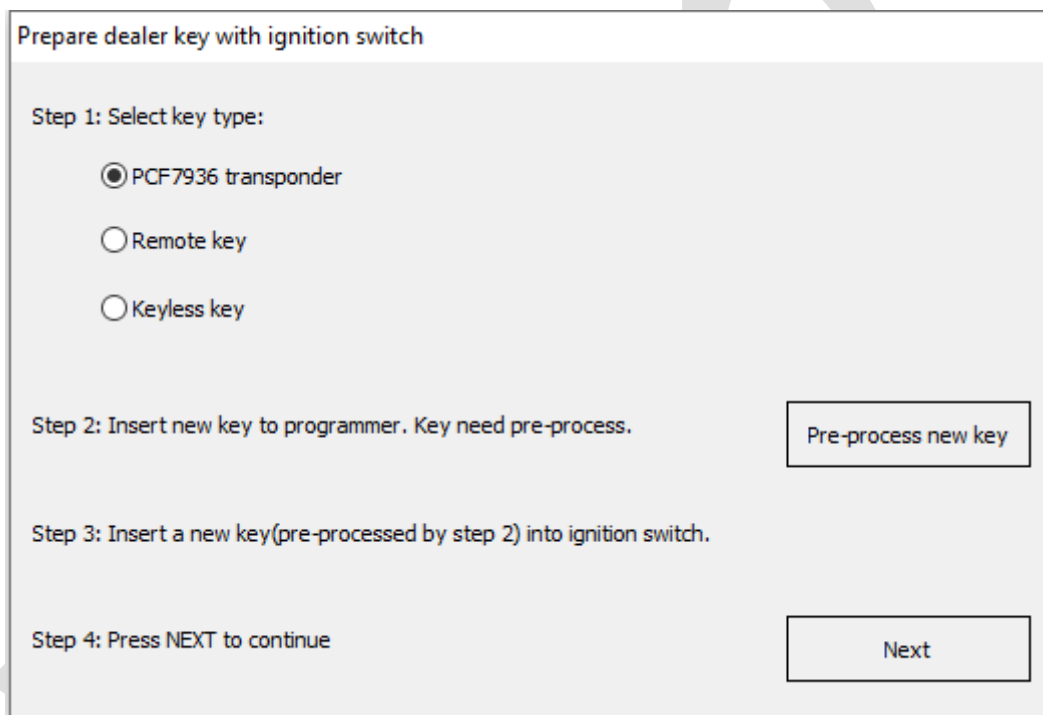 Prepare dealer key with ignition switch
Step 1: Select key type:
PCF7936 transponder
Remote key
Keyless key
Step 2: Insert new key to programmer. Key need pre-process.
Pre-process new key
Step 3: Insert a new key(pre-processed by step 2) into ignition switch.
Step 4: Press NEXT to continue
Next